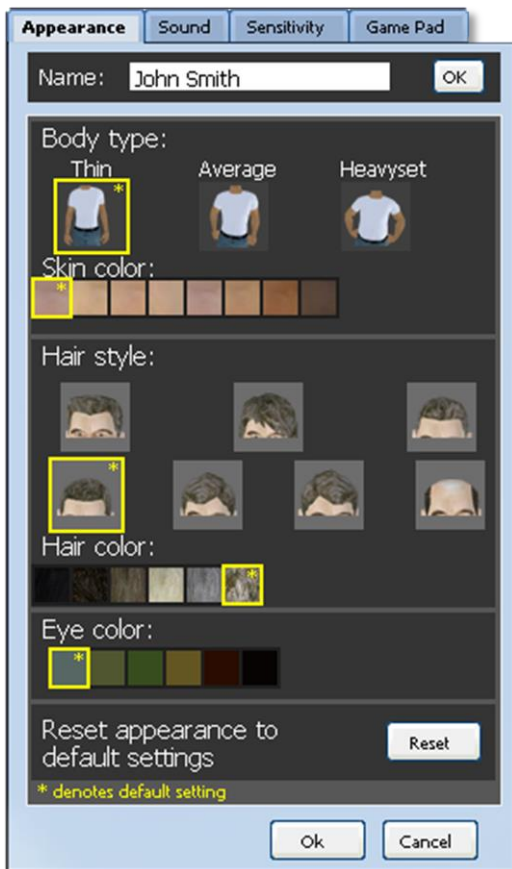 Appearance Sound Sensitivity Game Pad
Name: John Smith OK
Body type:
Thin Average Heavyset
*
Skin color:
*
Hair style:
*
Hair color:
*
Eye color:
*
Reset appearance to
default settings
Reset
* denotes default setting
Ok Cancel